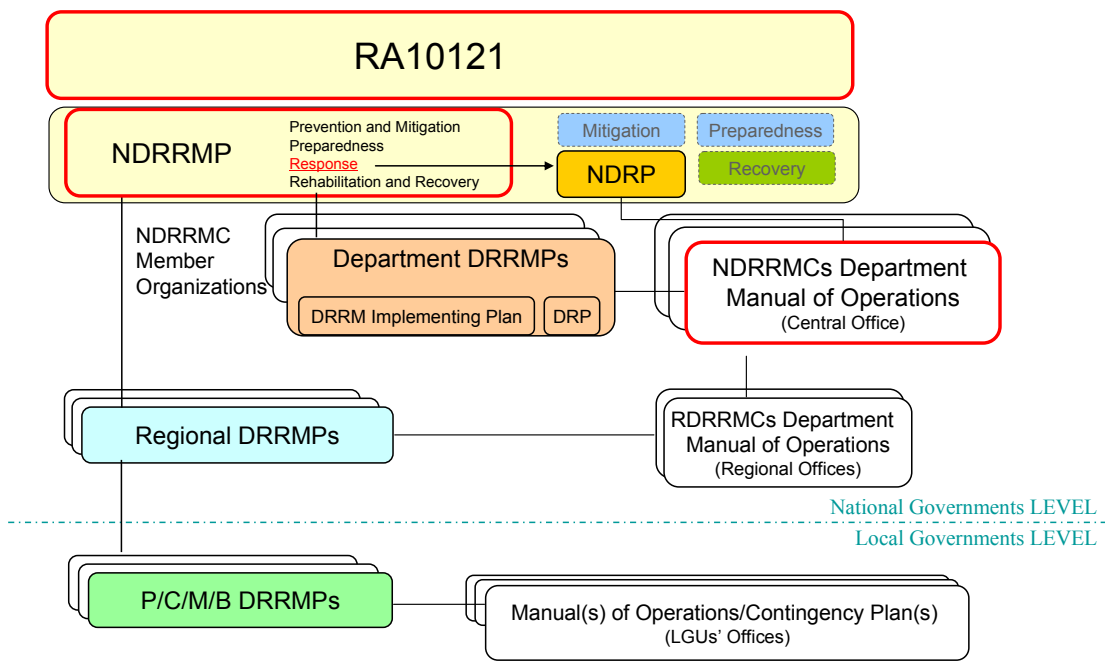 RA10121
NDRRMP
Prevention and Mitigation
Preparedness
Response
Rehabilitation and Recovery
Mitigation
Preparedness
NDRP
Recovery
NDRRMC
Member
Organizations
Department DRRMPs
DRRM Implementing Plan
DRP
NDRRMCs Department
Manual of Operations
(Central Office)
Regional DRRMPs
RDRRMCs Department
Manual of Operations
(Regional Offices)
National Governments LEVEL
Local Governments LEVEL
P/C/M/B DRRMPs
Manual(s) of Operations/Contingency Plan(s)
(LGUs’ Offices)